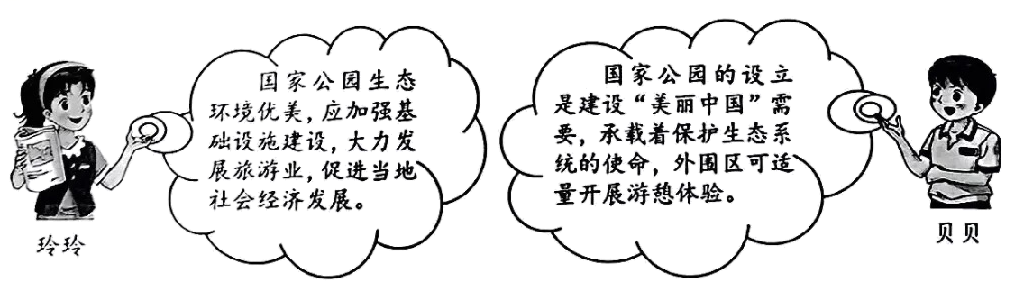 国家公园生态
环境优美，应加强基
础设施建设，大力发
展旅游业，促进当地
社会经济发展。
玲玲
国家公园的设立
是建设“美丽中国”需
要，承载着保护生态系
统的使命，外围区可适
量开展游憩体验。
贝贝